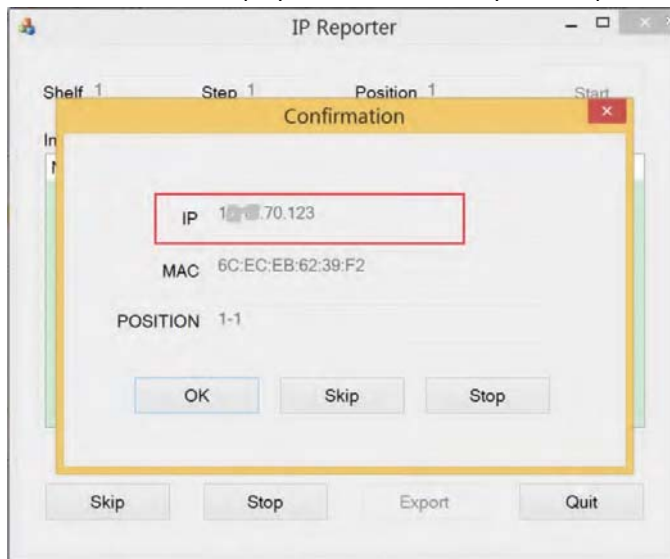 IP Reporter
Shelf 1 Step 1 Position 1 Start
Confirmation
In
IP .70.123
MAC 6C:EC:EB:62:39:F2
POSITION 1-1
OK Skip Stop
Skip Stop Export Quit